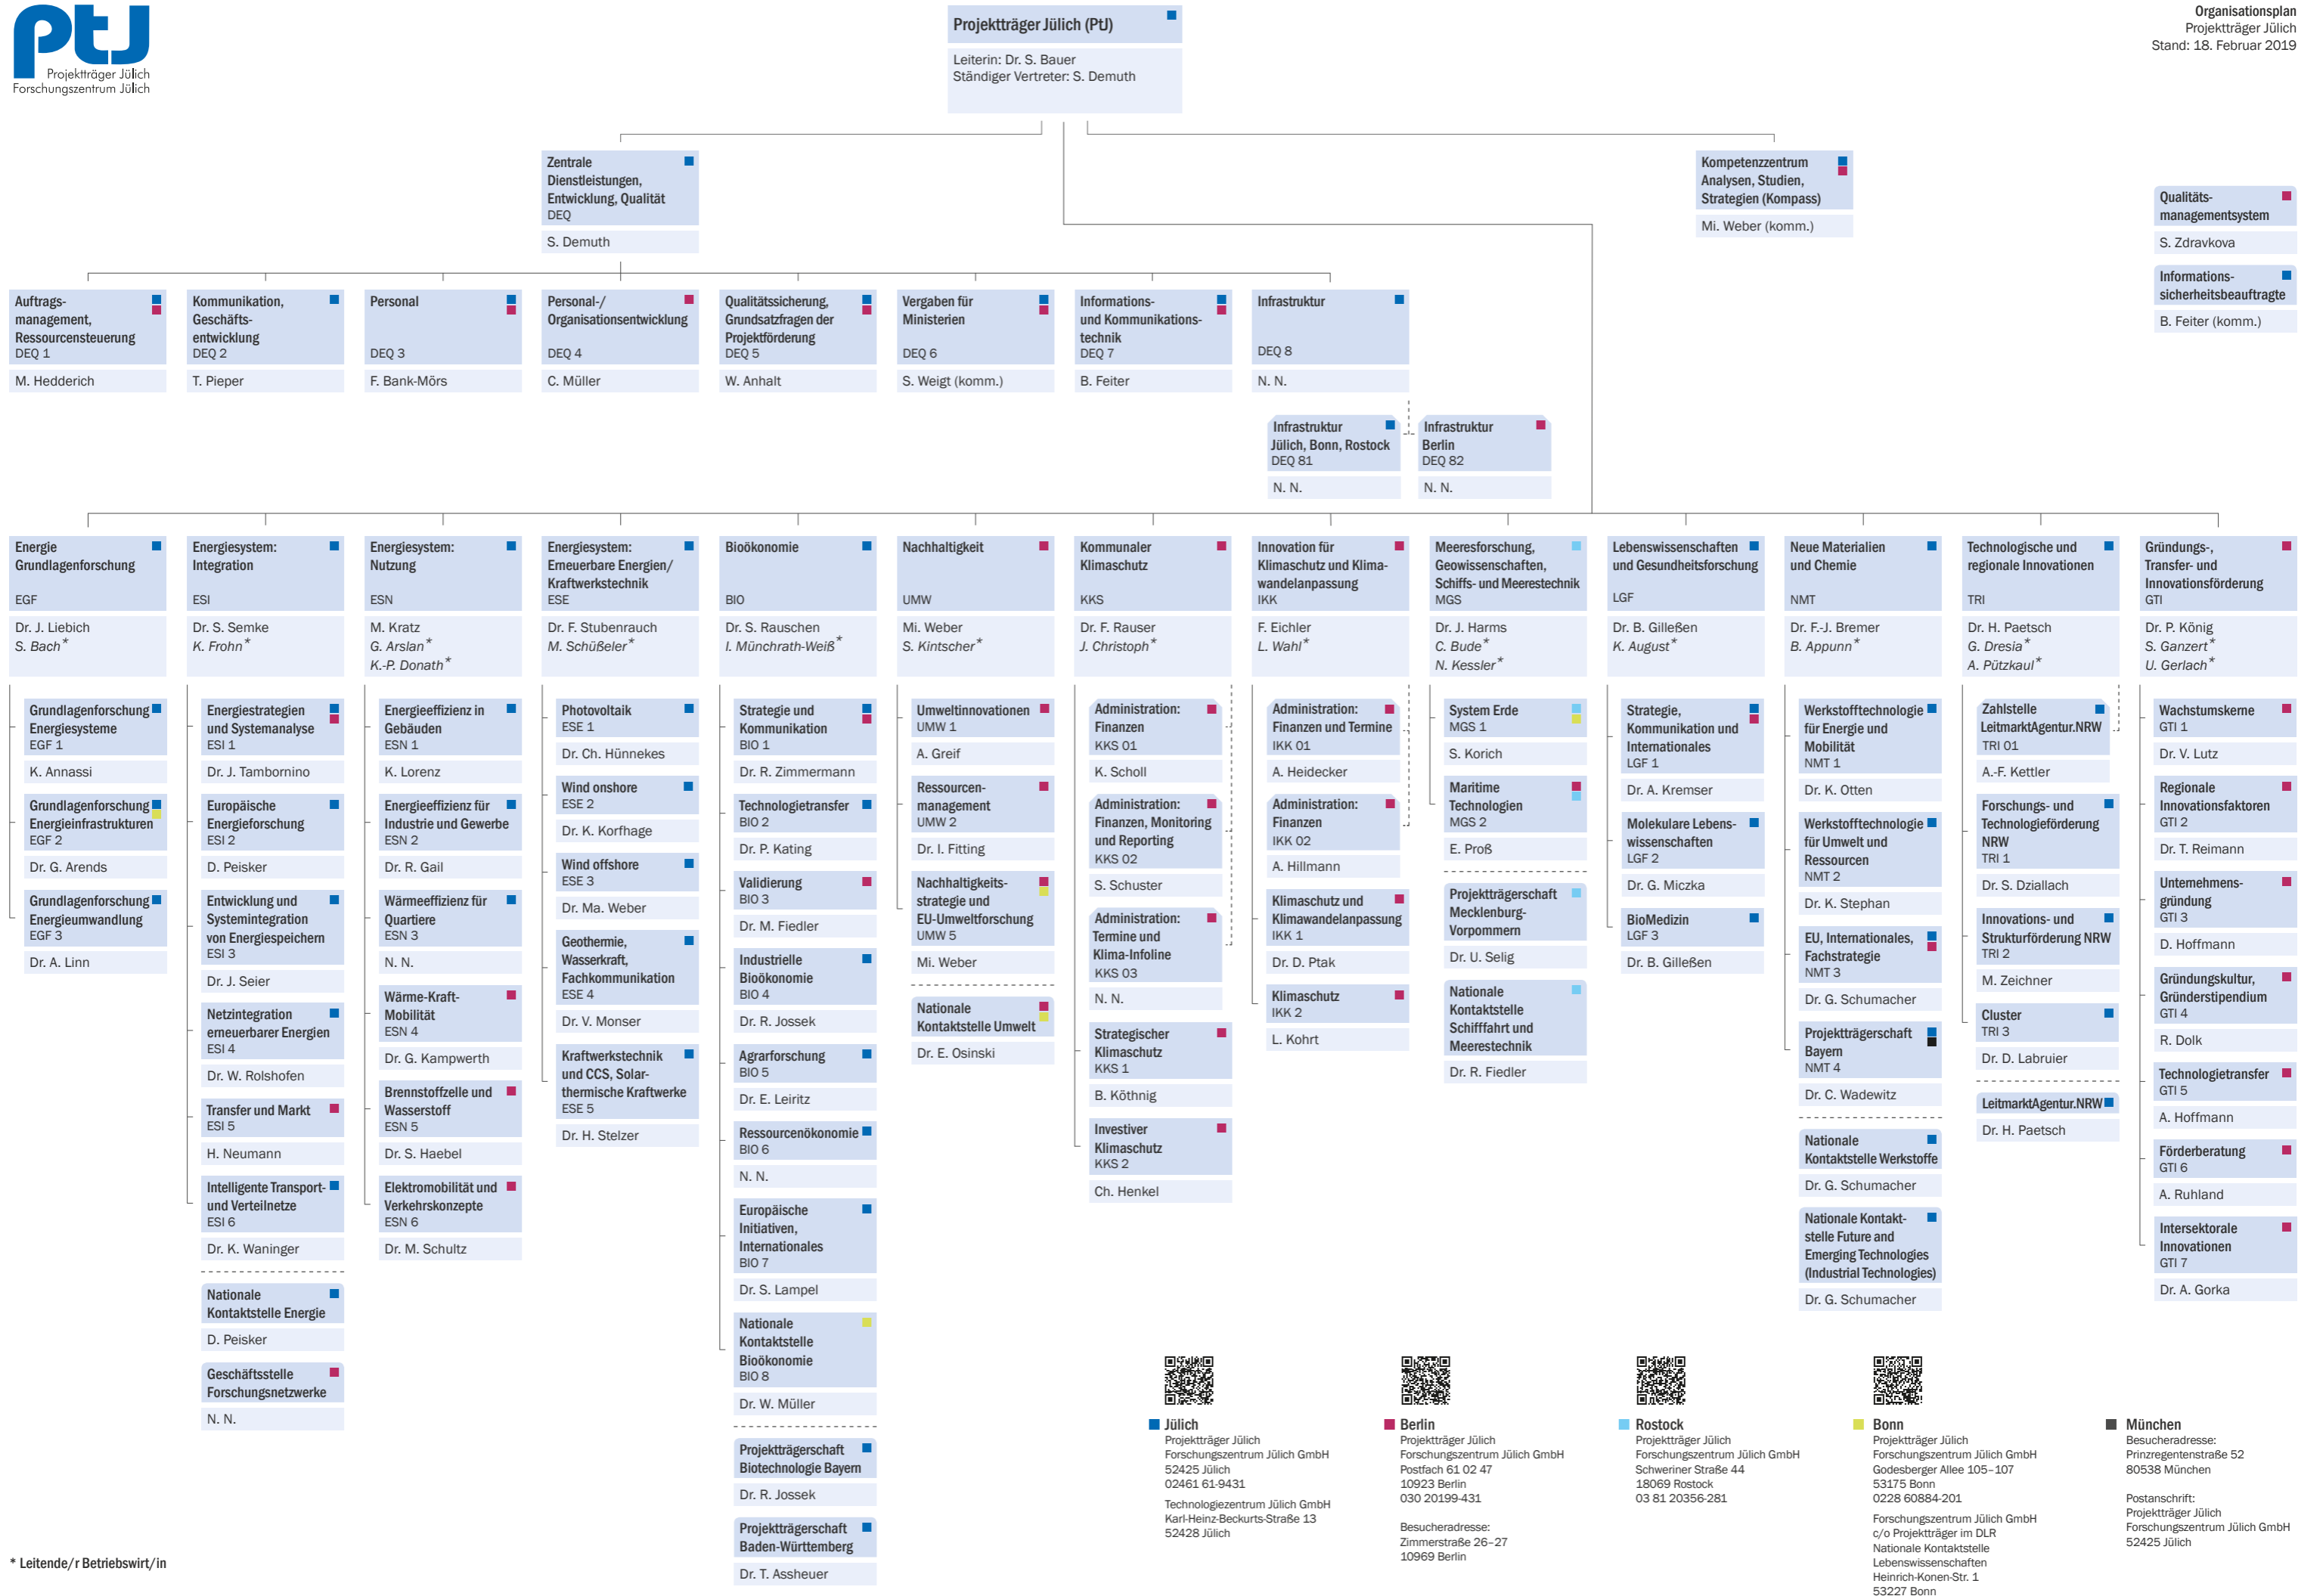 ptJ
Projektträger Jülich
Forschungszentrum Jülich
Projektträger Jülich (PtJ)
Leiterin: Dr. S. Bauer
Ständiger Vertreter: S. Demuth
Organisationsplan
Projektträger Jülich
Stand: 18. Februar 2019
Zentrale
Dienstleistungen,
Entwicklung, Qualität
DEQ
S. Demuth
Kompetenzzentrum
Analysen, Studien,
Strategien (Kompass)
Mi. Weber (komm.)
Qualitäts-
managementsystem
S. Zdravkova
Informations-
sicherheitsbeauftragte
B. Feiter (komm.)
Auftrags-
management,
Ressourcensteuerung
DEQ 1
M. Hedderich
Kommunikation,
Geschäfts-
entwicklung
DEQ 2
T. Pieper
Personal
DEQ 3
F. Bank-Mörs
Personal-/
Organisationsentwicklung
DEQ 4
C. Müller
Qualitätssicherung,
Grundsatzfragen der
Projektförderung
DEQ 5
W. Anhalt
Vergaben für
Ministerien
DEQ 6
S. Weigt (komm.)
Informations-
und Kommunikations-
technik
DEQ 7
B. Feiter
Infrastruktur
DEQ 8
N. N.
Infrastruktur
Jülich, Bonn, Rostock
DEQ 81
N. N.
Infrastruktur
Berlin
DEQ 82
N. N.
Energie
Grundlagenforschung
EGF
Dr. J. Liebich
S. Bach*
Grundlagenforschung
Energiesysteme
EGF 1
K. Annassi
Grundlagenforschung
Energieinfrastrukturen
EGF 2
Dr. G. Arends
Grundlagenforschung
Energieumwandlung
EGF 3
Dr. A. Linn
Energiesystem:
Integration
ESI
Dr. S. Semke
K. Frohn*
Energiestrategien
und Systemanalyse
ESI 1
Dr. J. Tambornino
Europäische
Energieforschung
ESI 2
D. Peisker
Entwicklung und
Systemintegration
von Energiespeichern
ESI 3
Dr. J. Seier
Netzintegration
erneuerbarer Energien
ESI 4
Dr. W. Rolshofen
Transfer und Markt
ESI 5
H. Neumann
Intelligente Transport-
und Verteilnetze
ESI 6
Dr. K. Waninger
Nationale
Kontaktstelle Energie
D. Peisker
Geschäftsstelle
Forschungsnetzwerke
N. N.
Energiesystem:
Nutzung
ESN
M. Kratz
G. Arslan*
K.-P. Donath*
Energieeffizienz in
Gebäuden
ESN 1
K. Lorenz
Energieeffizienz für
Industrie und Gewerbe
ESN 2
Dr. R. Gail
Wärmeeffizienz für
Quartiere
ESN 3
N. N.
Wärme-Kraft-
Mobilität
ESN 4
Dr. G. Kampwerth
Brennstoffzelle und
Wasserstoff
ESN 5
Dr. S. Haebel
Elektromobilität und
Verkehrskonzepte
ESN 6
Dr. M. Schultz
Energiesystem:
Erneuerbare Energien/
Kraftwerkstechnik
ESE
Dr. F. Stubenrauch
M. Schüßeler*
Photovoltaik
ESE 1
Dr. Ch. Hünnekes
Wind onshore
ESE 2
Dr. K. Korfhage
Wind offshore
ESE 3
Dr. Ma. Weber
Geothermie,
Wasserkraft,
Fachkommunikation
ESE 4
Dr. V. Monser
Kraftwerkstechnik
und CCS, Solar-
thermische Kraftwerke
ESE 5
Dr. H. Stelzer
Bioökonomie
BIO
Dr. S. Rauschen
I. Münchrath-Weiß*
Strategie und
Kommunikation
BIO 1
Dr. R. Zimmermann
Technologietransfer
BIO 2
Dr. P. Kating
Validierung
BIO 3
Dr. M. Fiedler
Industrielle
Bioökonomie
BIO 4
Dr. R. Jossek
Agrarforschung
BIO 5
Dr. E. Leiritz
Ressourcenökonomie
BIO 6
N. N.
Europäische
Initiativen,
Internationales
BIO 7
Dr. S. Lampel
Nationale
Kontaktstelle
Bioökonomie
BIO 8
Dr. W. Müller
Projektträgerschaft
Biotechnologie Bayern
Dr. R. Jossek
Projektträgerschaft
Baden-Württemberg
Dr. T. Assheuer
Nachhaltigkeit
UMW
Mi. Weber
S. Kintscher*
Umweltinnovationen
UMW 1
A. Greif
Ressourcen-
management
UMW 2
Dr. I. Fitting
Nachhaltigkeits-
strategie und
EU-Umweltforschung
UMW 5
Mi. Weber
Nationale
Kontaktstelle Umwelt
Dr. E. Osinski
Kommunaler
Klimaschutz
KKS
Dr. F. Rauser
J. Christoph*
Administration:
Finanzen
KKS 01
K. Scholl
Administration:
Finanzen, Monitoring
und Reporting
KKS 02
S. Schuster
Administration:
Termine und
Klima-Infoline
KKS 03
N. N.
Strategischer
Klimaschutz
KKS 1
B. Köthnig
Investiver
Klimaschutz
KKS 2
Ch. Henkel
Innovation für
Klimaschutz und Klima-
wandelanpassung
IKK
F. Eichler
L. Wahl*
Administration:
Finanzen und Termine
IKK 01
A. Heidecker
Administration:
Finanzen
IKK 02
A. Hillmann
Klimaschutz und
Klimawandelanpassung
IKK 1
Dr. D. Ptak
Klimaschutz
IKK 2
L. Kohrt
Meeresforschung,
Geowissenschaften,
Schiffs- und Meerestechnik
MGS
Dr. J. Harms
C. Bude*
N. Kessler*
System Erde
MGS 1
S. Korich
Maritime
Technologien
MGS 2
E. Proß
Projektträgerschaft
Mecklenburg-
Vorpommern
Dr. U. Selig
Nationale
Kontaktstelle
Schifffahrt und
Meerestechnik
Dr. R. Fiedler
Lebenswissenschaften
und Gesundheitsforschung
LGF
Dr. B. Gilleßen
K. August*
Strategie,
Kommunikation und
Internationales
LGF 1
Dr. A. Kremser
Molekulare Lebens-
wissenschaften
LGF 2
Dr. G. Miczka
BioMedizin
LGF 3
Dr. B. Gilleßen
Neue Materialien
und Chemie
NMT
Dr. F.-J. Bremer
B. Appunn*
Werkstofftechnologie
für Energie und
Mobilität
NMT 1
Dr. K. Otten
Werkstofftechnologie
für Umwelt und
Ressourcen
NMT 2
Dr. K. Stephan
EU, Internationales,
Fachstrategie
NMT 3
Dr. G. Schumacher
Projektträgerschaft
Bayern
NMT 4
Dr. C. Wadewitz
Nationale
Kontaktstelle Werkstoffe
Dr. G. Schumacher
Nationale Kontakt-
stelle Future and
Emerging Technologies
(Industrial Technologies)
Dr. G. Schumacher
Technologische und
regionale Innovationen
TRI
Dr. H. Paetsch
G. Dresia*
A. Pützkaul*
Zahlstelle
LeitmarktAgentur.NRW
TRI 01
A.-F. Kettler
Forschungs- und
Technologieförderung
NRW
TRI 1
Dr. S. Dziallach
Innovations- und
Strukturförderung NRW
TRI 2
M. Zeichner
Cluster
TRI 3
Dr. D. Labruier
LeitmarktAgentur.NRW
Dr. H. Paetsch
Gründungs-,
Transfer- und
Innovationsförderung
GTI
Dr. P. König
S. Ganzert*
U. Gerlach*
Wachstumskerne
GTI 1
Dr. V. Lutz
Regionale
Innovationsfaktoren
GTI 2
Dr. T. Reimann
Unternehmens-
gründung
GTI 3
D. Hoffmann
Gründungskultur,
Gründerstipendium
GTI 4
R. Dolk
Technologietransfer
GTI 5
A. Hoffmann
Förderberatung
GTI 6
A. Ruhland
Intersektorale
Innovationen
GTI 7
Dr. A. Gorka
Jülich
Projektträger Jülich
Forschungszentrum Jülich GmbH
52425 Jülich
02461 61-9431
Technologiezentrum Jülich GmbH
Karl-Heinz-Beckurts-Straße 13
52428 Jülich
Berlin
Projektträger Jülich
Forschungszentrum Jülich GmbH
Postfach 61 02 47
10923 Berlin
030 20199-431
Besucheradresse:
Zimmerstraße 26–27
10969 Berlin
Rostock
Projektträger Jülich
Forschungszentrum Jülich GmbH
Schweriner Straße 44
18069 Rostock
03 81 20356-281
Bonn
Projektträger Jülich
Forschungszentrum Jülich GmbH
Godesberger Allee 105–107
53175 Bonn
0228 60884-201
Forschungszentrum Jülich GmbH
c/o Projektträger im DLR
Nationale Kontaktstelle
Lebenswissenschaften
Heinrich-Konen-Str. 1
53227 Bonn
München
Besucheradresse:
Prinzregentenstraße 52
80538 München
Postanschrift:
Projektträger Jülich
Forschungszentrum Jülich GmbH
52425 Jülich
* Leitende/r Betriebswirt/in